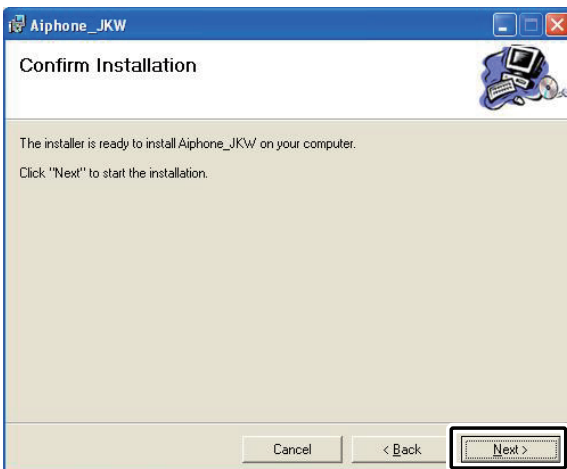 Aiphone_JKW
Confirm Installation
The installer is ready to install Aiphone_JKW on your computer.
Click "Next" to start the installation.
Cancel
< Back
Next >